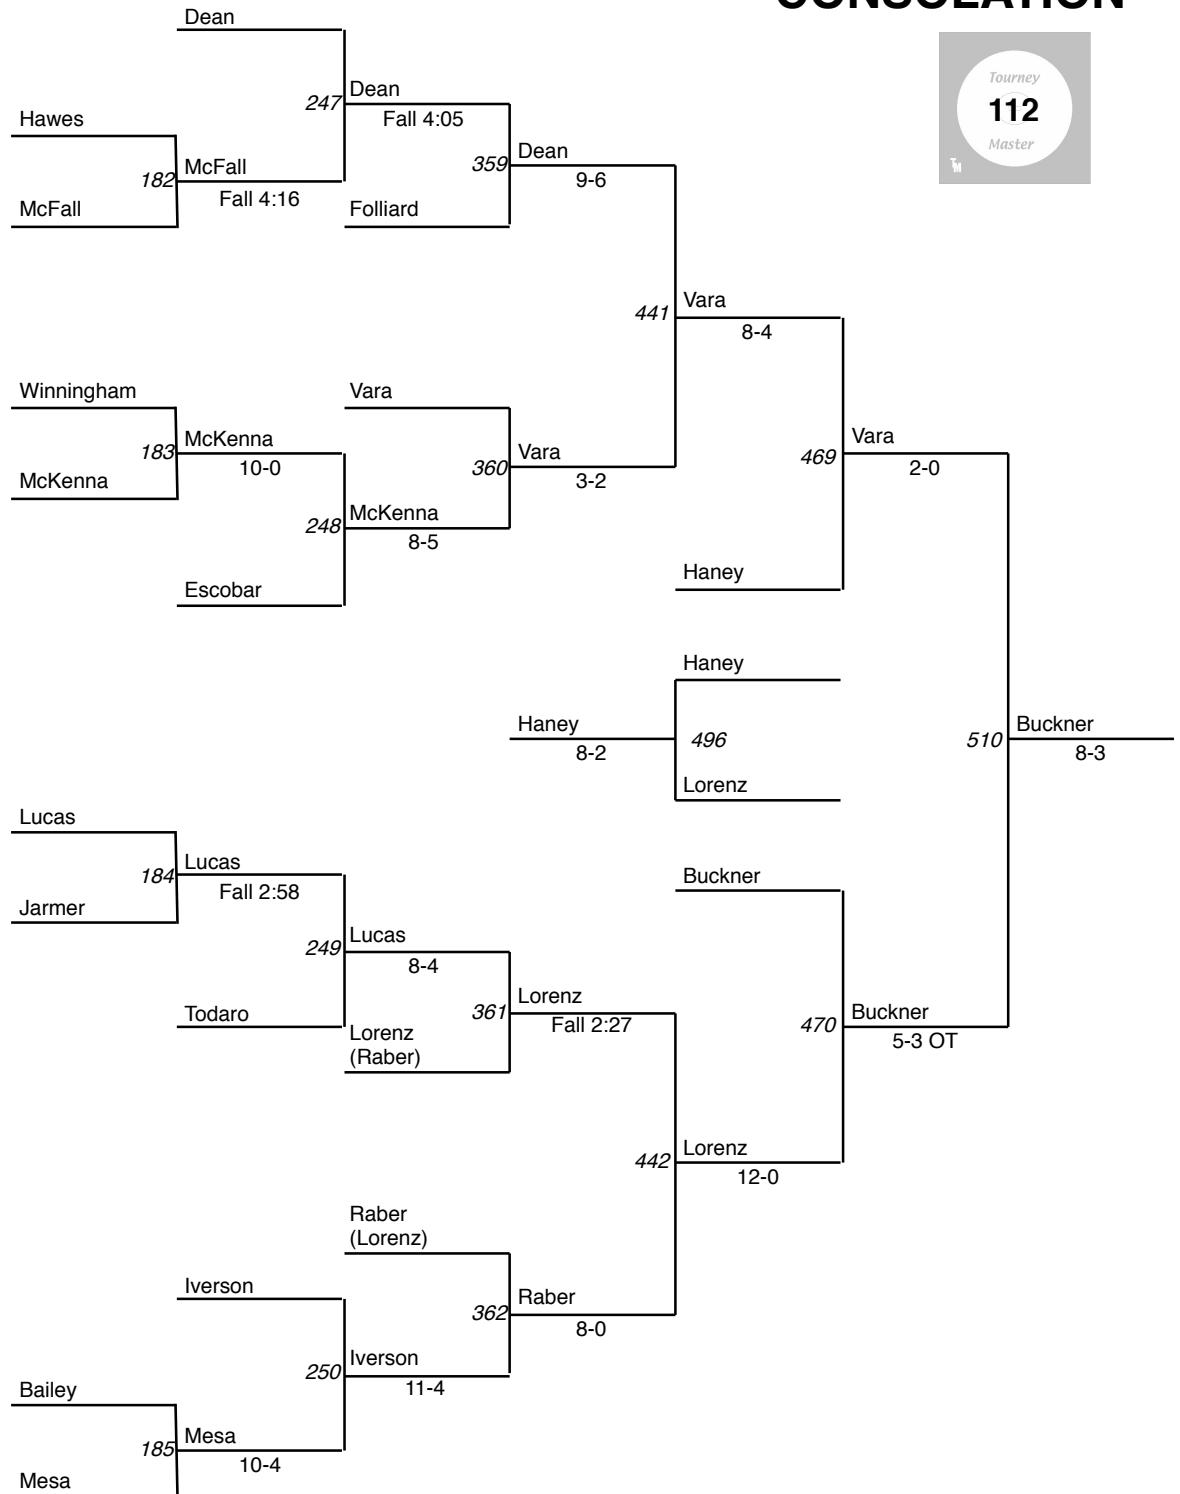 CONSOLATION
Tourney
112
Master
TM
Dean
247
Dean
Fall 4:05
Hawes
182
McFall
Fall 4:16
McFall
359
Dean
9-6
Folliard
441
Vara
8-4
Winningham
183
McKenna
10-0
McKenna
Vara
360
Vara
3-2
248
McKenna
8-5
Escobar
469
Vara
2-0
Haney
Haney
Haney
8-2
496
Lorenz
510
Buckner
8-3
Lucas
184
Lucas
Fall 2:58
Jarmer
249
Lucas
8-4
Todaro
361
Lorenz
Fall 2:27
Lorenz
(Raber)
Buckner
470
Buckner
5-3 OT
442
Lorenz
12-0
Raber
(Lorenz)
362
Raber
8-0
Iverson
250
Iverson
11-4
Bailey
185
Mesa
10-4
Mesa